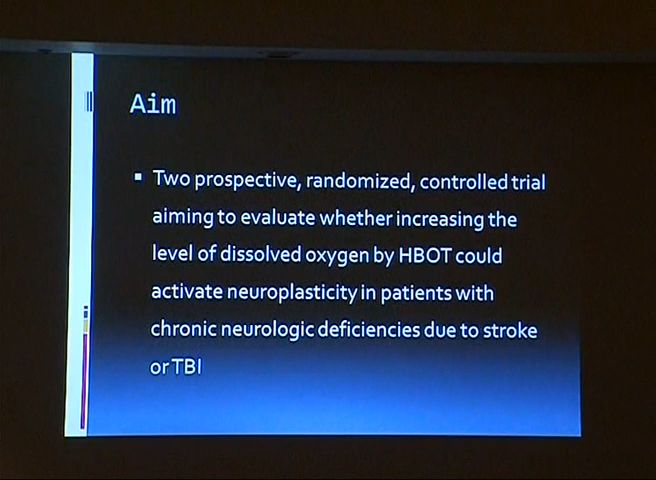 Aim
▪ Two prospective, randomized, controlled trial
aiming to evaluate whether increasing the
level of dissolved oxygen by HBOT could
activate neuroplasticity in patients with
chronic neurologic deficiencies due to stroke
or TBI